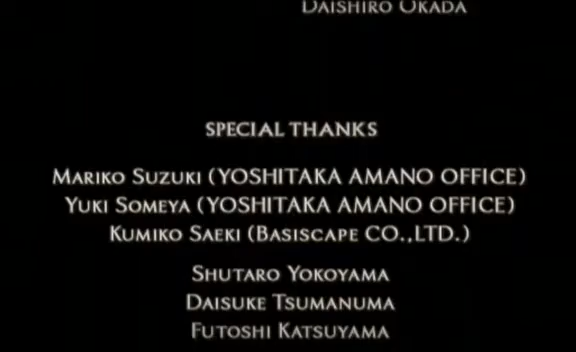 DAISHIRO OKADA
SPECIAL THANKS
MARIKO SUZUKI (YOSHITAKA AMANO OFFICE)
YUKI SOMEYA (YOSHITAKA AMANO OFFICE)
KUMIKO SAEKI (BASISCAPE CO.,LTD.)
SHUTARO YOKOYAMA
DAISUKE TSUMANUMA
FUTOSHI KATSUYAMA